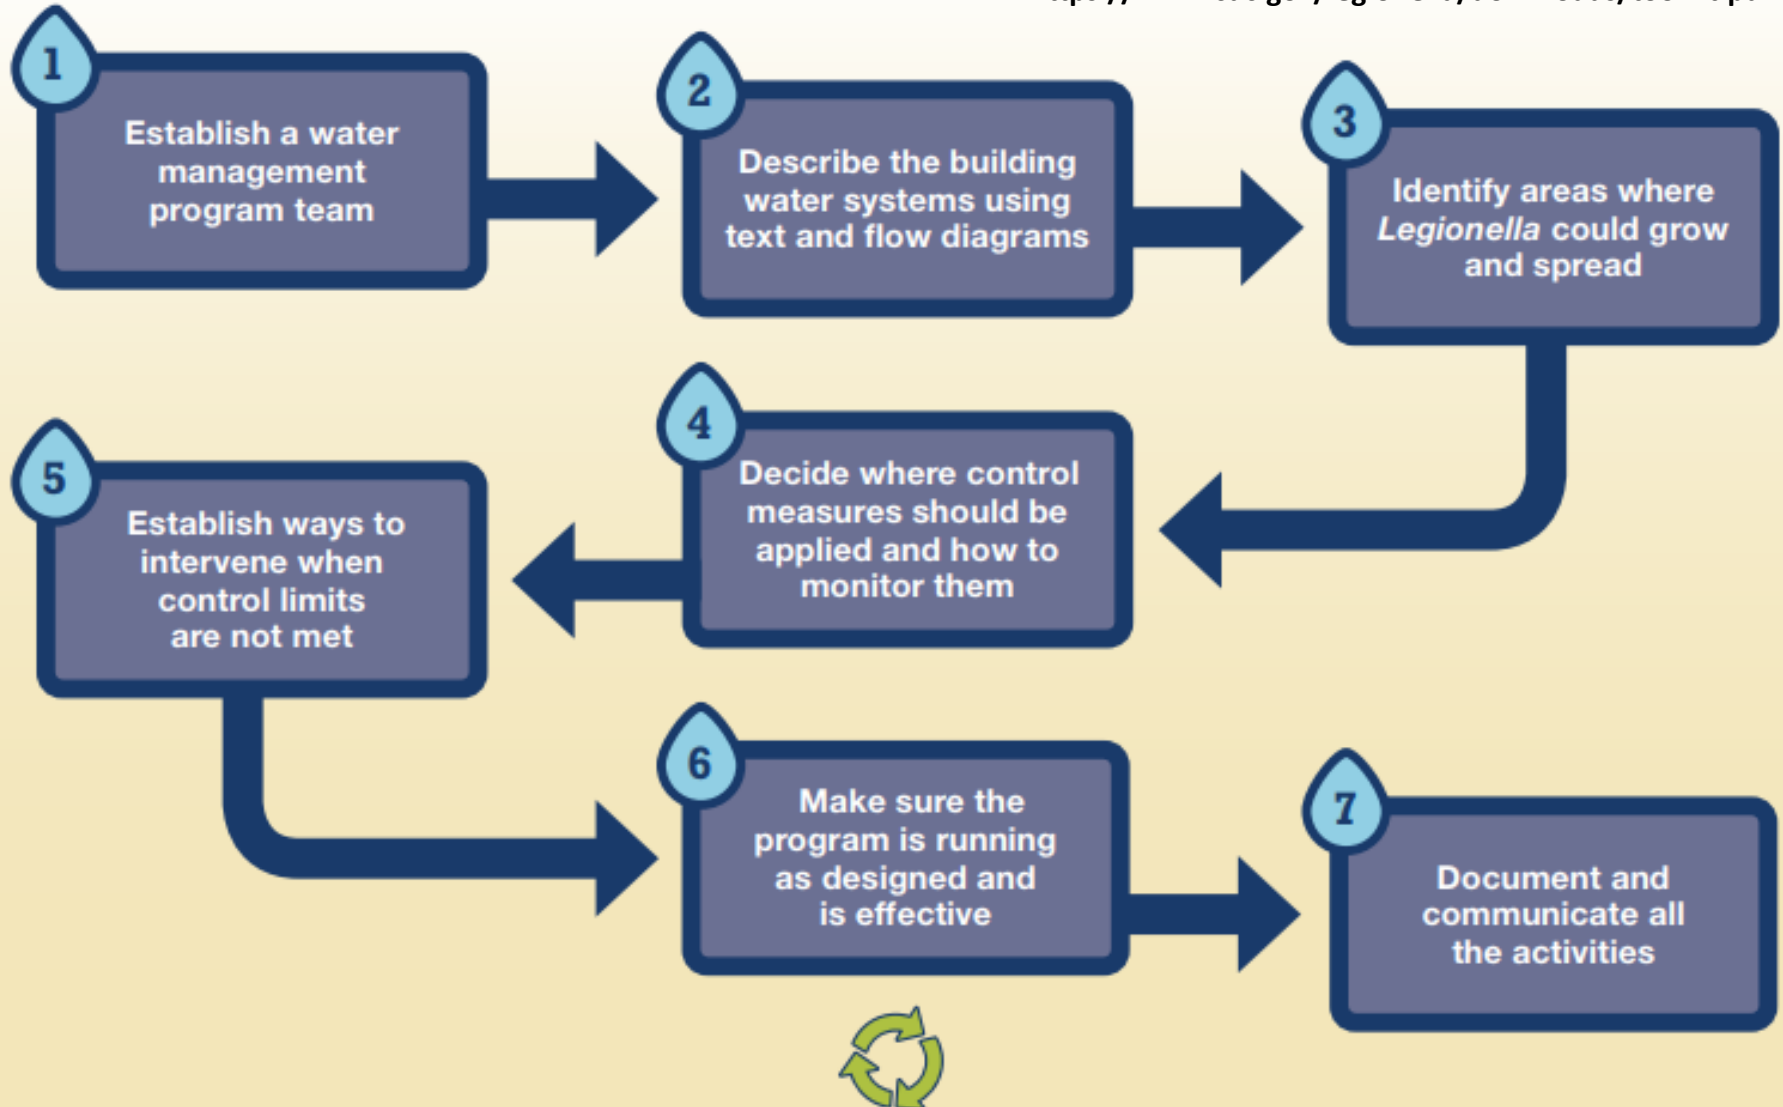 1
Establish a water
management
program team
2
Describe the building
water systems using
text and flow diagrams
3
Identify areas where
Legionella could grow
and spread
4
Decide where control
measures should be
applied and how to
monitor them
5
Establish ways to
intervene when
control limits
are not met
6
Make sure the
program is running
as designed and
is effective
7
Document and
communicate all
the activities